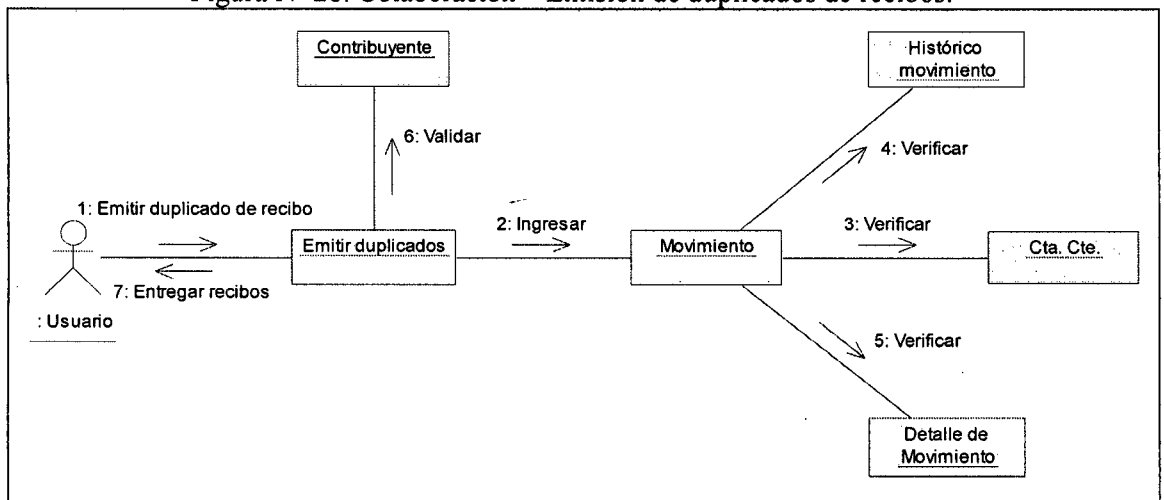 Contribuyente
Histórico
movimiento
6: Validar
4: Verificar
1: Emitir duplicado de recibo
2: Ingresar
3: Verificar
Emitir duplicados
Movimiento
Cta. Cte.
7: Entregar recibos
: Usuario
5: Verificar
Detalle de
Movimiento